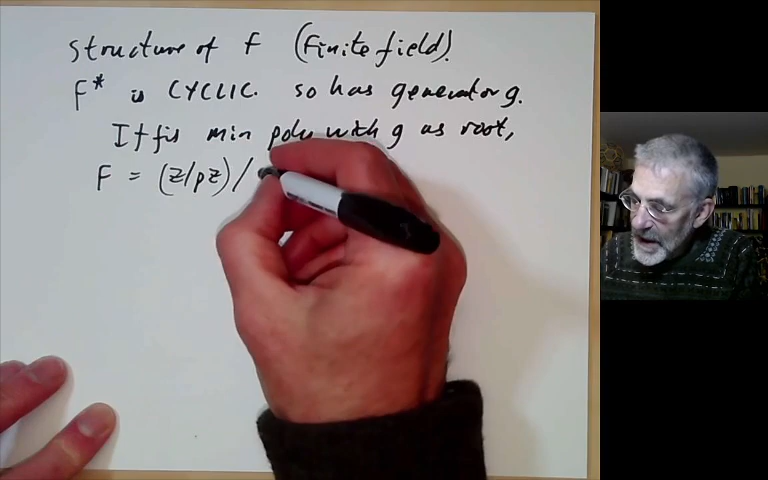 structure of F (Finite field).
F* is CYCLIC. so has generator g.
If f is min poly with g as root,
F = (Z/pZ)/